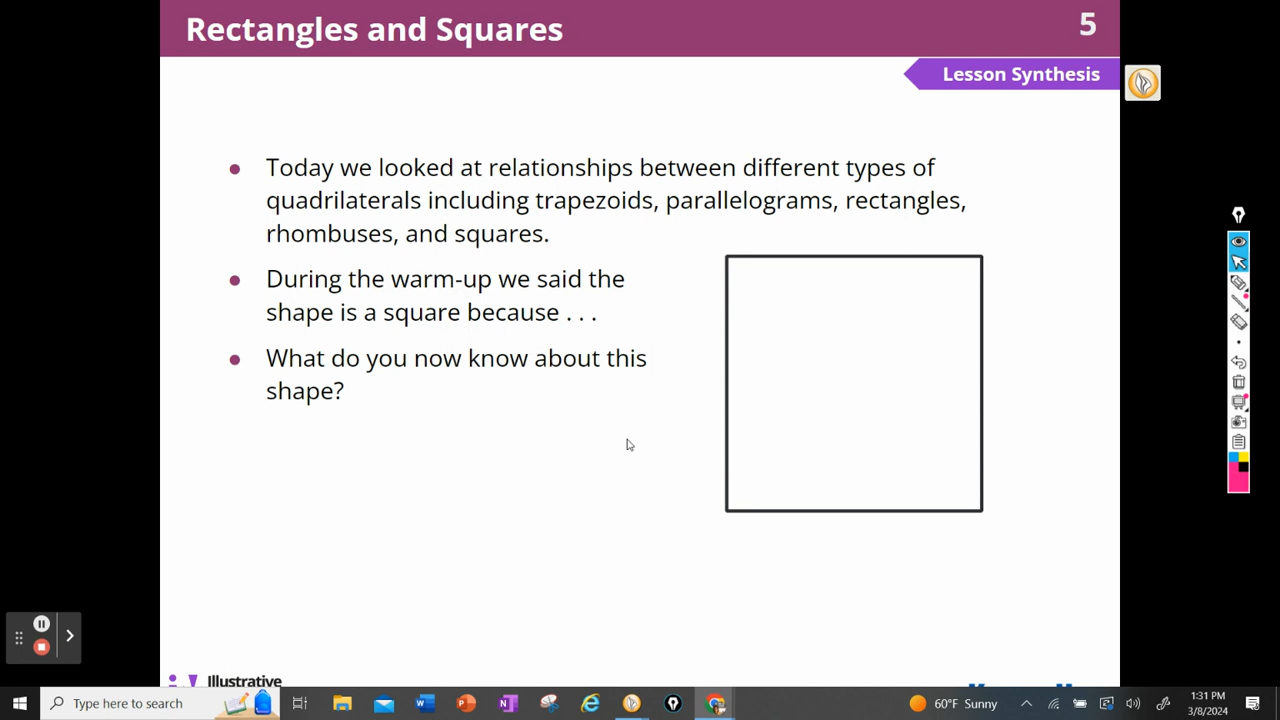 Rectangles and Squares
5
Lesson Synthesis
Today we looked at relationships between different types of
quadrilaterals including trapezoids, parallelograms, rectangles,
rhombuses, and squares.
During the warm-up we said the
shape is a square because . . .
What do you now know about this
shape?
Illustrative
Type here to search
60°F Sunny
1:31 PM
3/8/2024